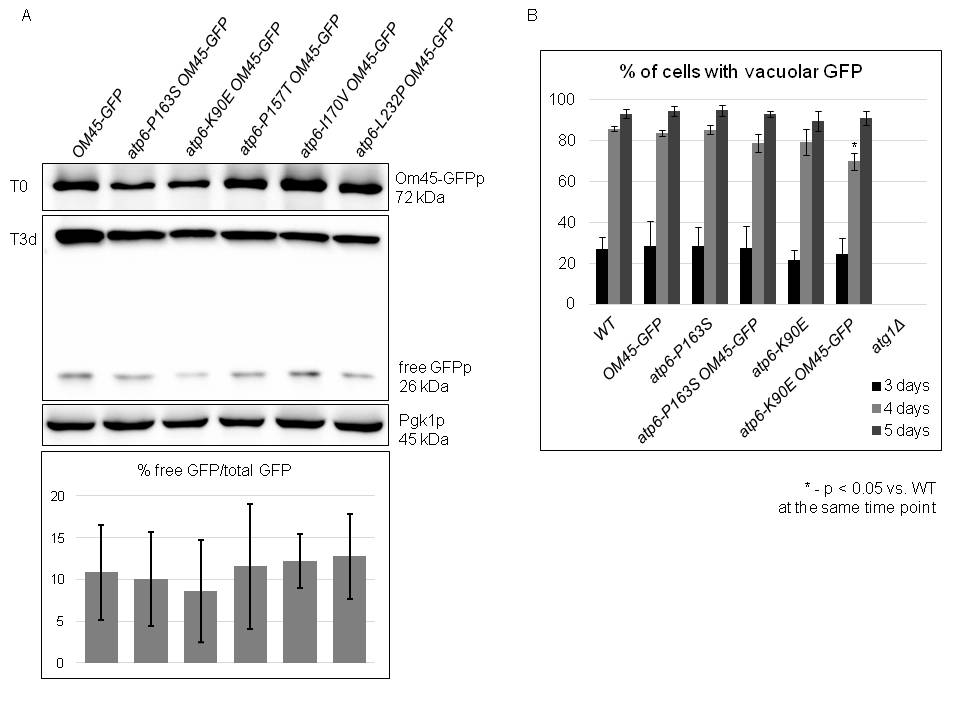 A
OM45-GFP
atp6-P163S OM45-GFP
atp6-K90E OM45-GFP
atp6-P157T OM45-GFP
atp6-I170V OM45-GFP
atp6-L232P OM45-GFP
T0
Om45-GFPp
72 kDa
T3d
free GFPp
26 kDa
Pgk1p
45 kDa
% free GFP/total GFP
20
15
10
5
0
B
% of cells with vacuolar GFP
100
80
60
40
20
0
*
WT
OM45-GFP
atp6-P163S
atp6-P163S OM45-GFP
atp6-K90E
atp6-K90E OM45-GFP
atg1Δ
3 days
4 days
5 days
* - p < 0.05 vs. WT
at the same time point